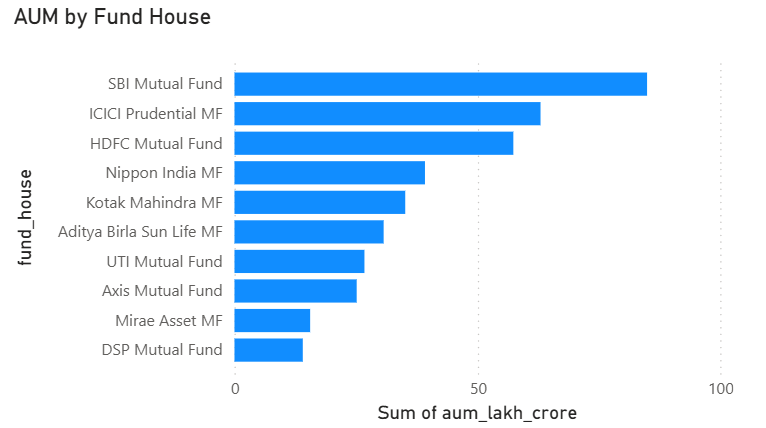 AUM by Fund House
fund_house
SBI Mutual Fund
ICICI Prudential MF
HDFC Mutual Fund
Nippon India MF
Kotak Mahindra MF
Aditya Birla Sun Life MF
UTI Mutual Fund
Axis Mutual Fund
Mirae Asset MF
DSP Mutual Fund
0 50 100
Sum of aum_lakh_crore